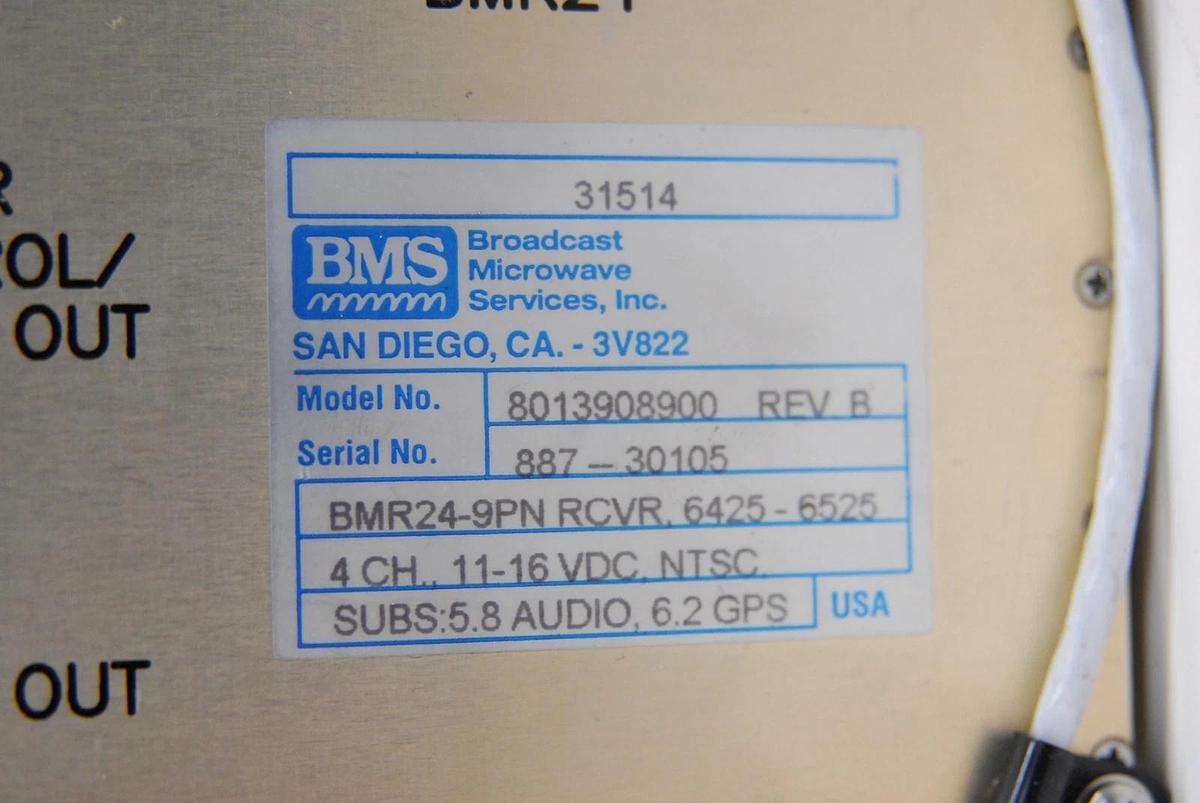 BMR24
R
ROL/
OUT
31514
BMS
Broadcast
Microwave
Services, Inc.
SAN DIEGO, CA. - 3V822
Model No. 8013908900 REV B
Serial No. 887 – 30105
BMR24-9PN RCVR, 6425 - 6525
4 CH., 11-16 VDC, NTSC,
SUBS:5.8 AUDIO, 6.2 GPS USA
OUT